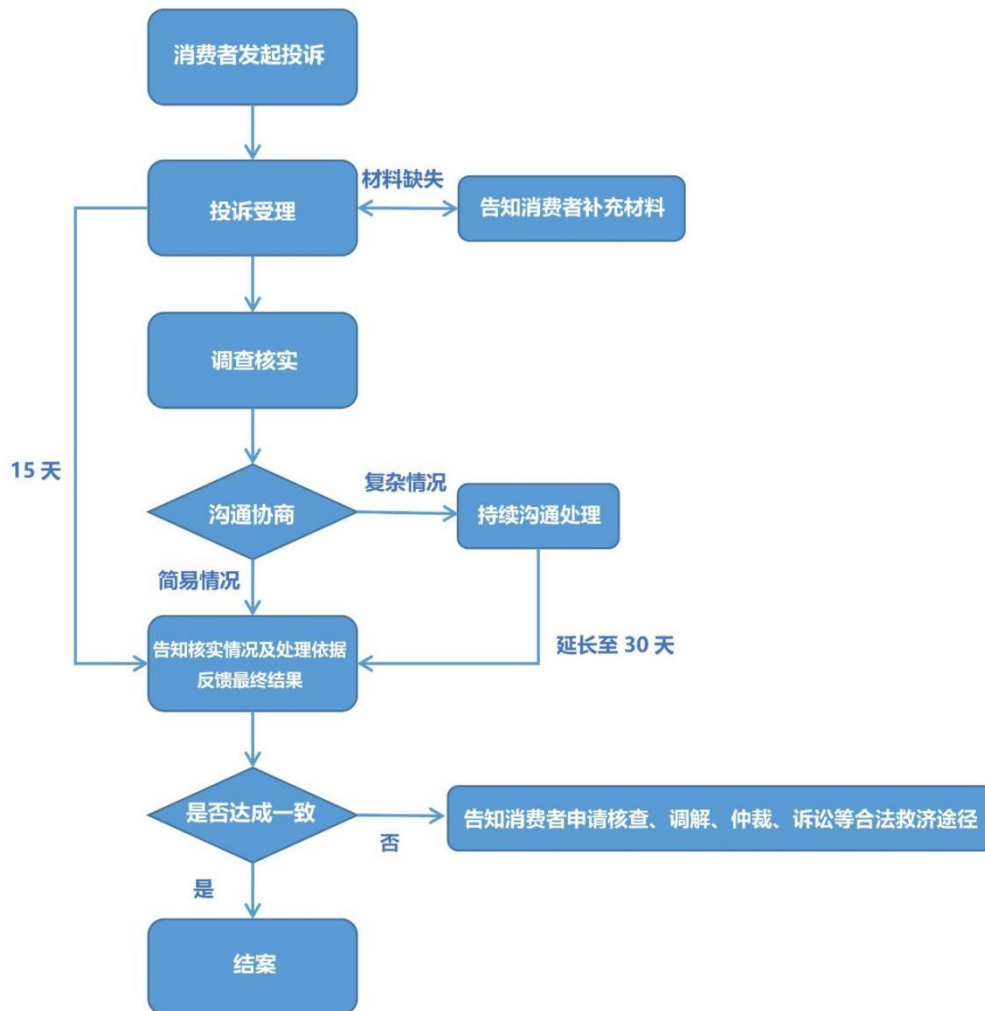 消费者发起投诉
材料缺失
投诉受理
告知消费者补充材料
调查核实
15 天
复杂情况
沟通协商
持续沟通处理
简易情况
延长至 30 天
告知核实情况及处理依据
反馈最终结果
是否达成一致
告知消费者申请核查、调解、仲裁、诉讼等合法救济途径
否
是
结案